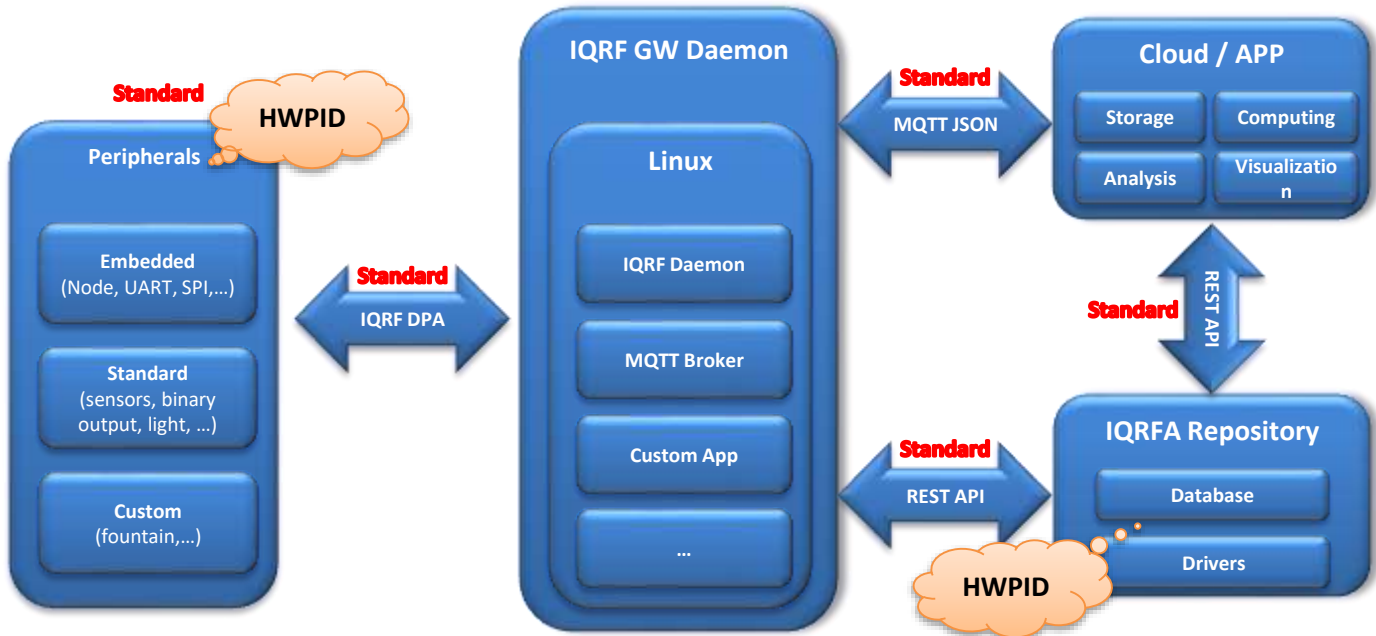 Standard
HWPID
Peripherals
Embedded
(Node, UART, SPI,...)
Standard
(sensors, binary
output, light, ...)
Custom
(fountain,...)
Standard
IQRF DPA
IQRF GW Daemon
Linux
IQRF Daemon
MQTT Broker
Custom App
...
Standard
MQTT JSON
Cloud / APP
Storage
Computing
Analysis
Visualizatio
n
Standard
REST API
Standard
REST API
IQRFA Repository
Database
Drivers
HWPID